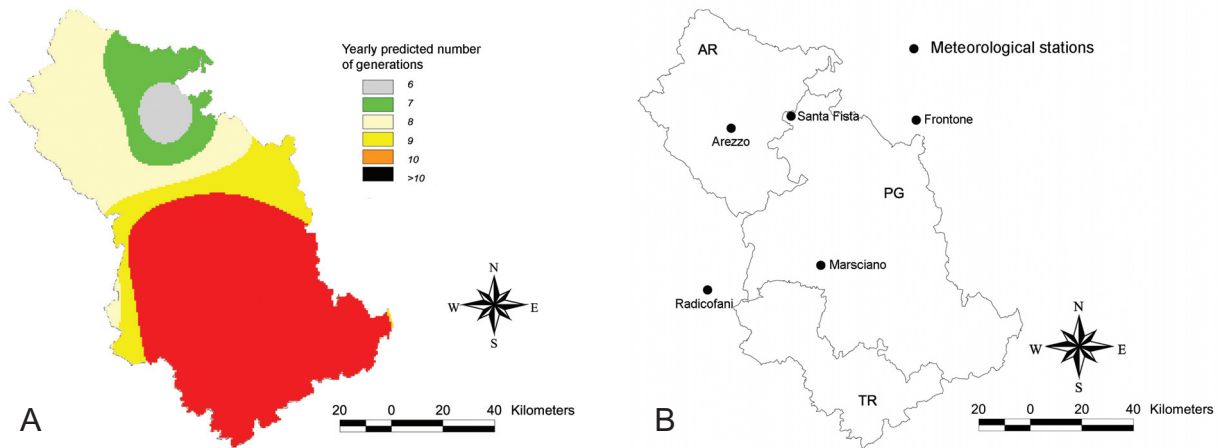 Yearly predicted number
of generations
6
7
8
9
10
>10
N
W E
S
20 0 20 40 Kilometers
A
Meteorological stations
AR
Santa Fista
Frontone
Arezzo
PG
Marsciano
Radicofani
N
W E
S
TR
20 0 20 40 Kilometers
B